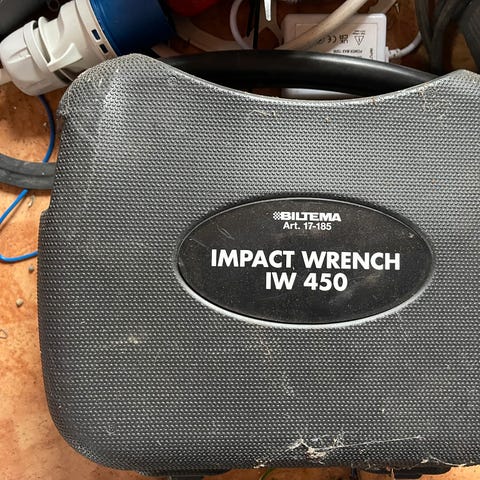 BILTEMA
Art. 17-185
IMPACT WRENCH
IW 450